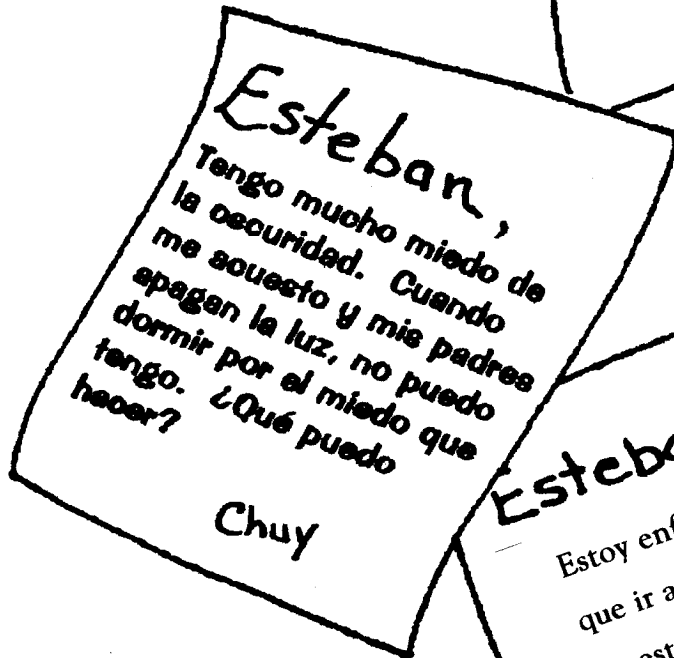 Esteban,
Tengo mucho miedo de
la oscuridad. Cuando
me acuesto y mis padres
apagan la luz, no puedo
dormir por el miedo que
tengo. ¿Qué puedo
hacer?
Chuy
Estoy
que ir